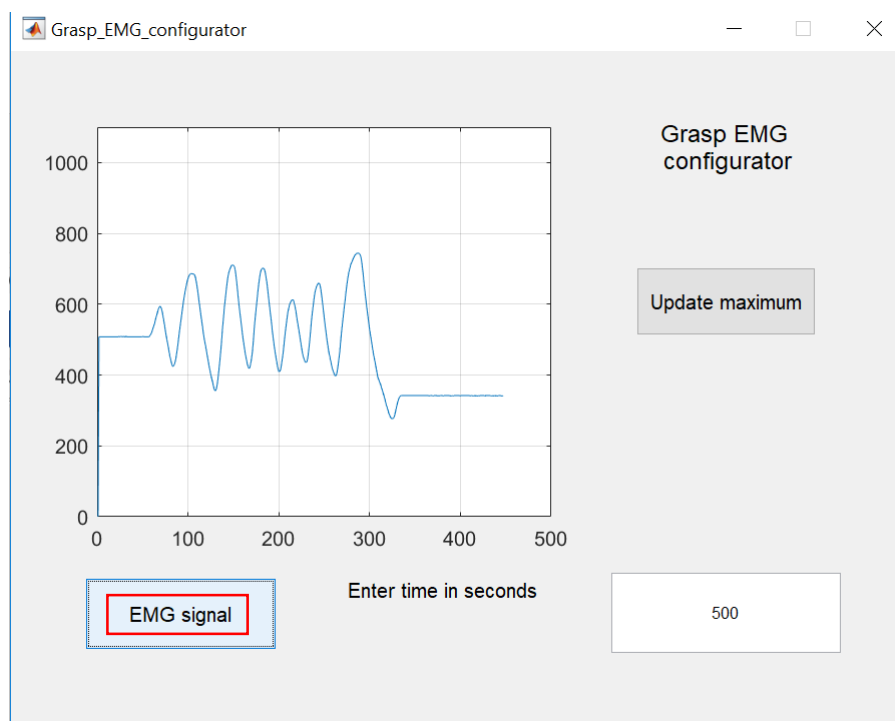 Grasp_EMG_configurator
Grasp EMG
configurator
1000
800
600
400
200
0
0 100 200 300 400 500
Update maximum
EMG signal
Enter time in seconds
500